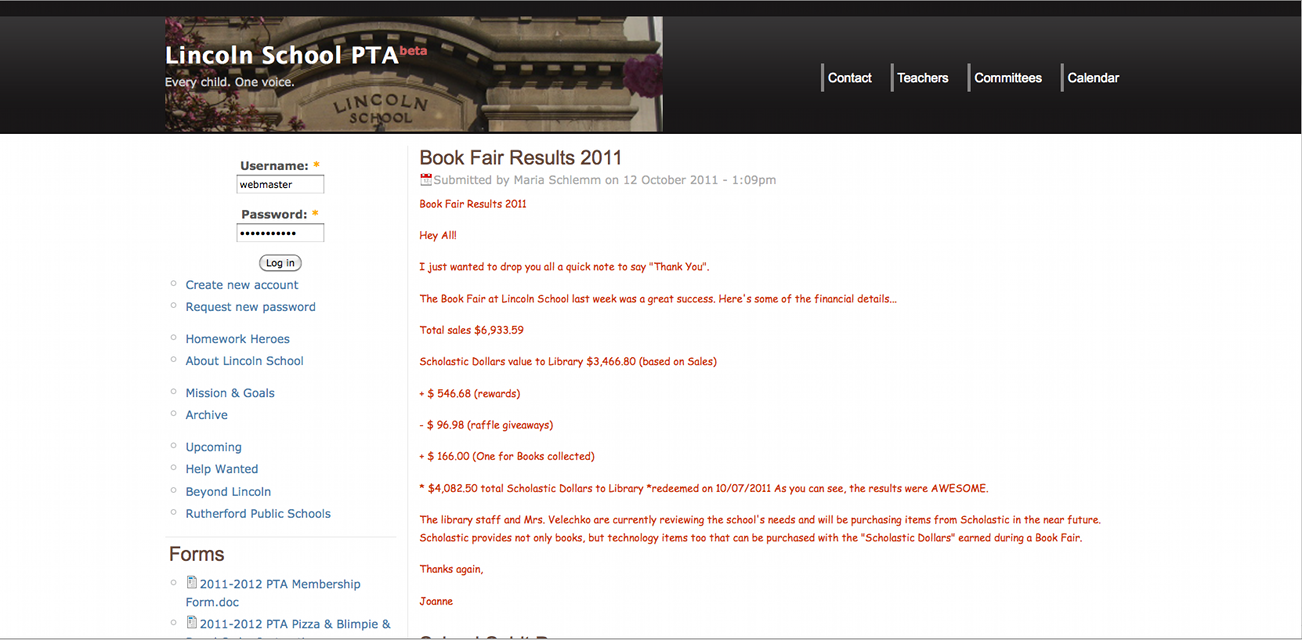 Lincoln School PTA beta
Every child. One voice.
LINCOLN
SCHOOL
Contact
Teachers
Committees
Calendar
Username: *
webmaster
Password: *
•••••••••••
Log in
Create new account
Request new password
Homework Heroes
About Lincoln School
Mission & Goals
Archive
Upcoming
Help Wanted
Beyond Lincoln
Rutherford Public Schools
Forms
2011-2012 PTA Membership
Form.doc
2011-2012 PTA Pizza & Blimpie &
Book Fair Results 2011
Submitted by Maria Schlemm on 12 October 2011 - 1:09pm
Book Fair Results 2011
Hey All!
I just wanted to drop you all a quick note to say "Thank You".
The Book Fair at Lincoln School last week was a great success. Here's some of the financial details...
Total sales $6,933.59
Scholastic Dollars value to Library $3,466.80 (based on Sales)
+ $ 546.68 (rewards)
- $ 96.98 (raffle giveaways)
+ $ 166.00 (One for Books collected)
* $4,082.50 total Scholastic Dollars to Library *redeemed on 10/07/2011 As you can see, the results were AWESOME.
The library staff and Mrs. Velechko are currently reviewing the school's needs and will be purchasing items from Scholastic in the near future.
Scholastic provides not only books, but technology items too that can be purchased with the "Scholastic Dollars" earned during a Book Fair.
Thanks again,
Joanne